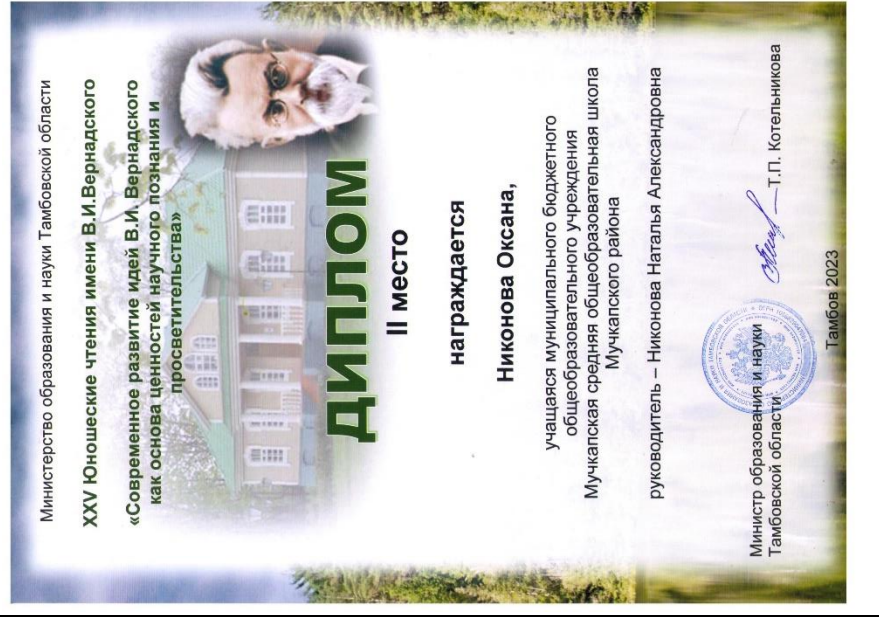 Министерство образования и науки Тамбовской области
XXV Юношеские чтения имени В.И.Вернадского
«Современное развитие идей В.И. Вернадского
как основа ценностей научного познания и
просветительства»
ДИПЛОМ
II место
награждается
Никонова Оксана,
учащаяся муниципального бюджетного
общеобразовательного учреждения
Мучкапская средняя общеобразовательная школа
Мучкапского района
руководитель – Никонова Наталья Александровна
Министр образования и науки
Тамбовской области
Т.П. Котельникова
Тамбов 2023